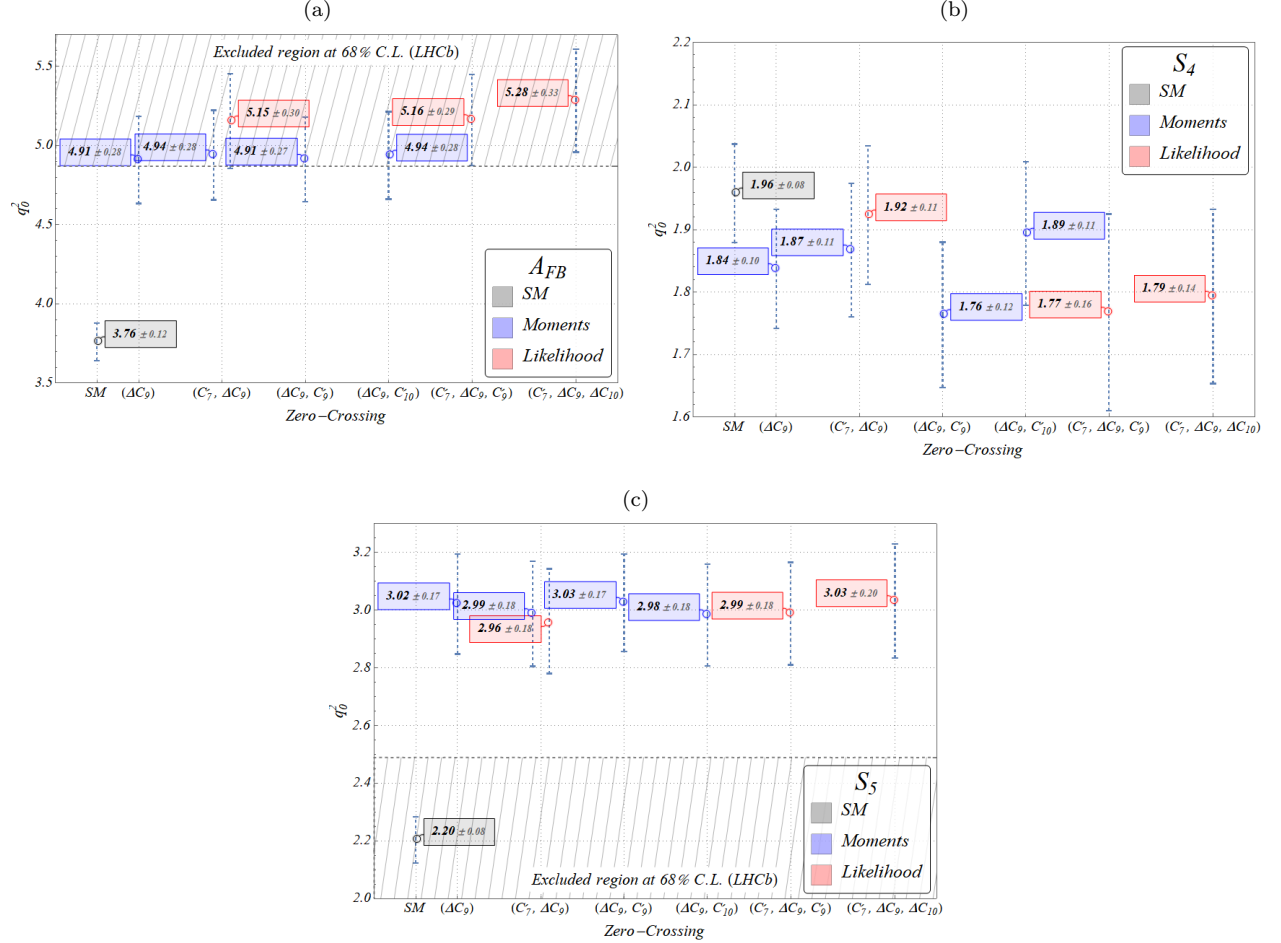 (a)
Excluded region at 68% C.L. (LHCb)
5.5
5.0
4.5
4.0
3.5
q₀²
4.91 ± 0.28
4.94 ± 0.28
5.15 ± 0.30
4.91 ± 0.27
5.16 ± 0.29
4.94 ± 0.28
5.28 ± 0.33
3.76 ± 0.12
A_FB
SM
Moments
Likelihood
SM (ΔC₉) (C′₇, ΔC₉) (ΔC₉, C′₉) (ΔC₉, C′₁₀) (C′₇, ΔC₉, C′₉) (C′₇, ΔC₉, ΔC₁₀)
Zero–Crossing
(b)
2.2
2.1
2.0
1.9
1.8
1.7
1.6
q₀²
1.96 ± 0.08
1.84 ± 0.10
1.87 ± 0.11
1.92 ± 0.11
1.76 ± 0.12
1.89 ± 0.11
1.77 ± 0.16
1.79 ± 0.14
S₄
SM
Moments
Likelihood
SM (ΔC₉) (C′₇, ΔC₉) (ΔC₉, C′₉) (ΔC₉, C′₁₀) (C′₇, ΔC₉, C′₉) (C′₇, ΔC₉, ΔC₁₀)
Zero–Crossing
(c)
3.2
3.0
2.8
2.6
2.4
2.2
2.0
q₀²
3.02 ± 0.17
2.99 ± 0.18
2.96 ± 0.18
3.03 ± 0.17
2.98 ± 0.18
2.99 ± 0.18
3.03 ± 0.20
2.20 ± 0.08
S₅
SM
Moments
Likelihood
Excluded region at 68% C.L. (LHCb)
SM (ΔC₉) (C′₇, ΔC₉) (ΔC₉, C′₉) (ΔC₉, C′₁₀) (C′₇, ΔC₉, C′₉) (C′₇, ΔC₉, ΔC₁₀)
Zero–Crossing